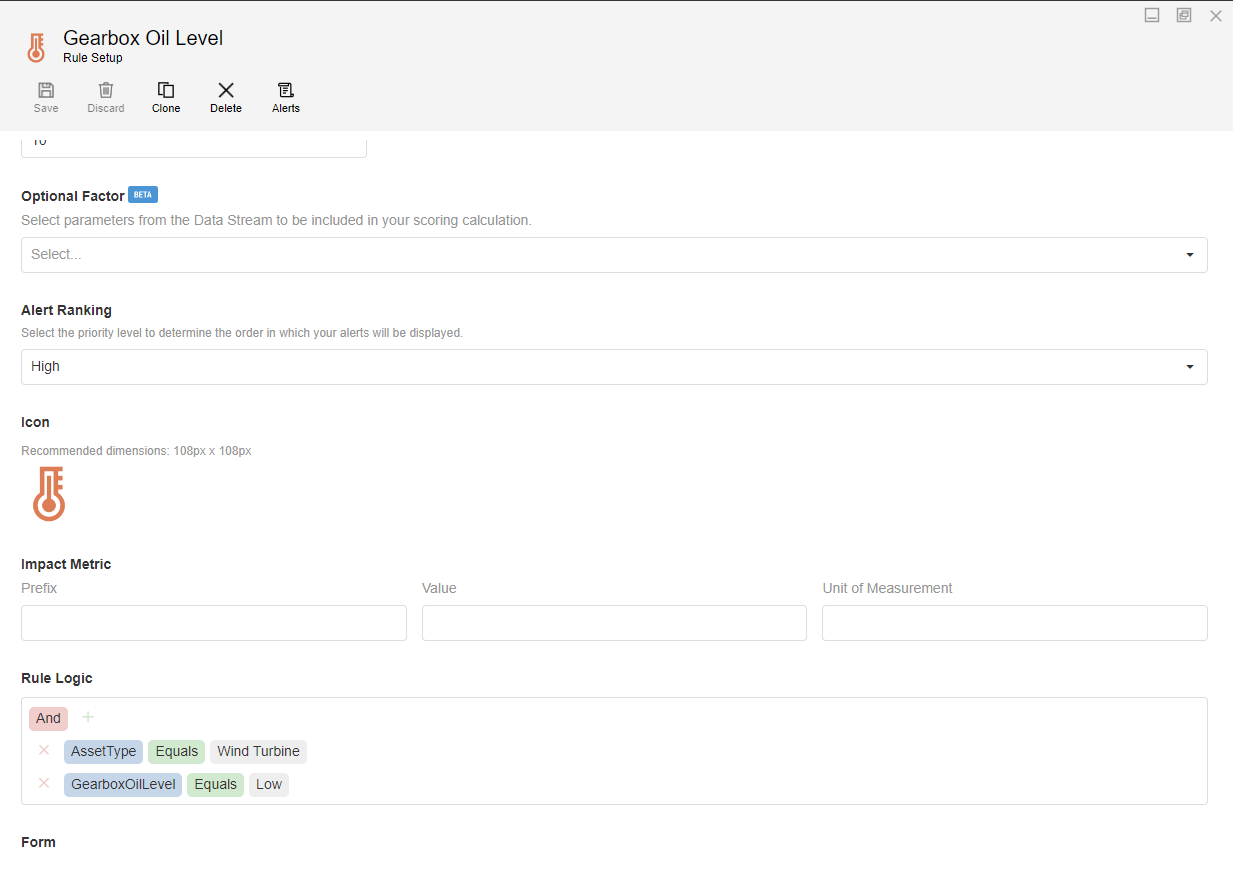 Gearbox Oil Level
Rule Setup
Save Discard Clone Delete Alerts
10
Optional Factor BETA
Select parameters from the Data Stream to be included in your scoring calculation.
Select...
Alert Ranking
Select the priority level to determine the order in which your alerts will be displayed.
High
Icon
Recommended dimensions: 108px x 108px
Impact Metric
Prefix Value Unit of Measurement
Rule Logic
And
AssetType Equals Wind Turbine
GearboxOilLevel Equals Low
Form